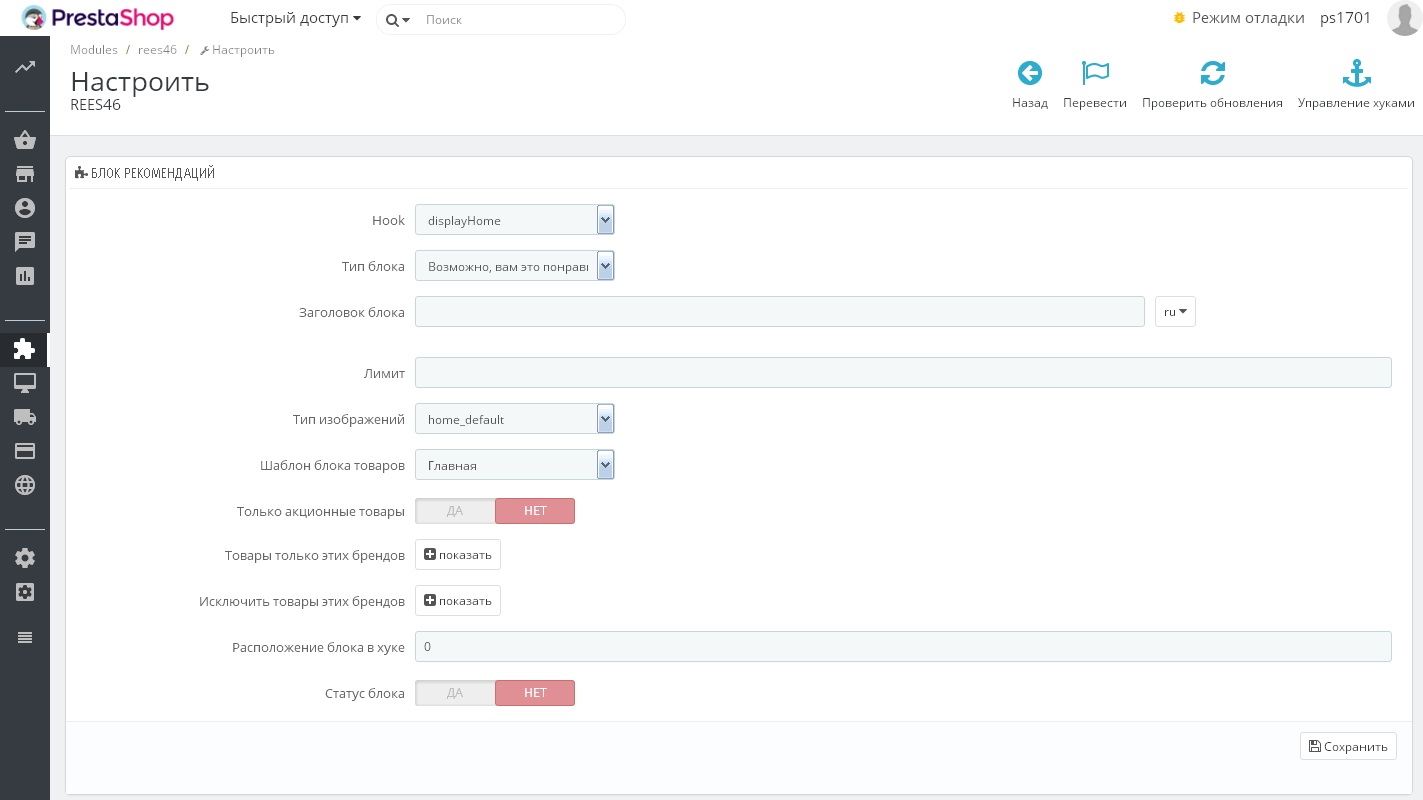 PrestaShop
Быстрый доступ
Поиск
Режим отладки
ps1701
Modules / rees46 / Настроить
Настроить
REES46
Назад
Перевести
Проверить обновления
Управление хуками
БЛОК РЕКОМЕНДАЦИЙ
Hook displayHome
Тип блока Возможно, вам это понрави
Заголовок блока ru
Лимит
Тип изображений home_default
Шаблон блока товаров Главная
Только акционные товары ДА НЕТ
Товары только этих брендов показать
Исключить товары этих брендов показать
Расположение блока в хуке 0
Статус блока ДА НЕТ
Сохранить